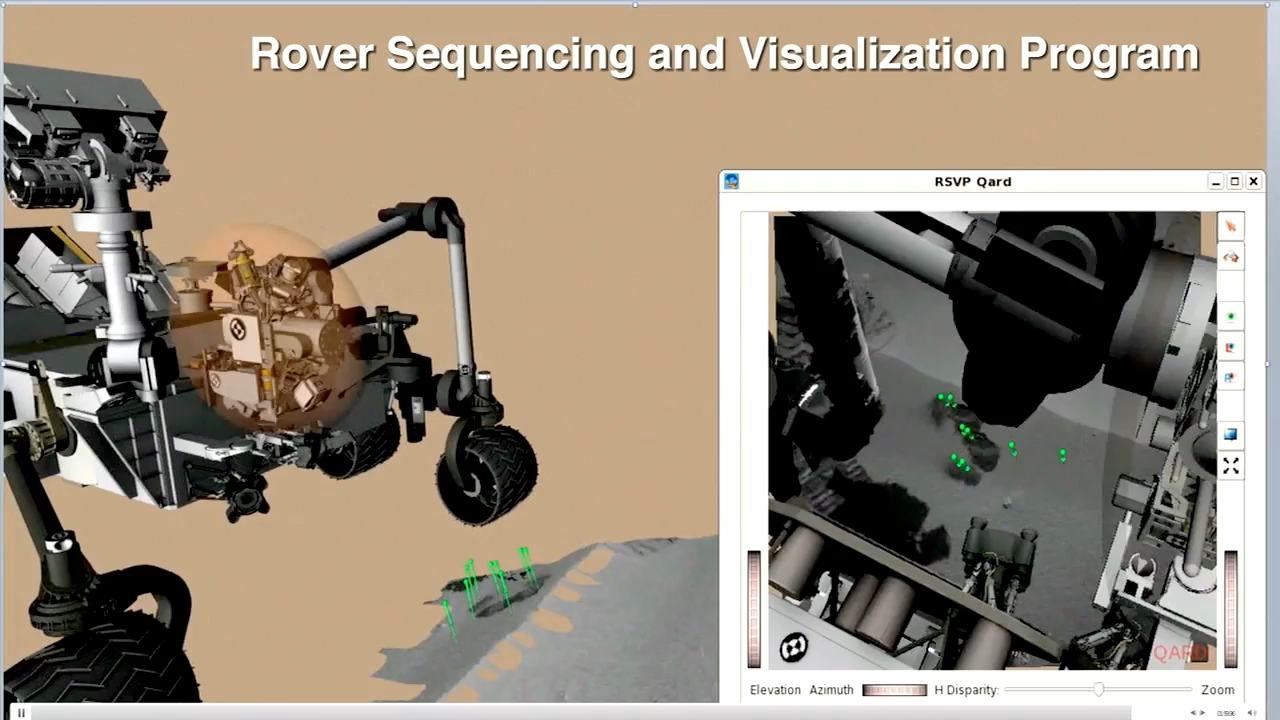 Rover Sequencing and Visualization Program
RSVP Qard
QARD
Elevation Azimuth H Disparity: Zoom